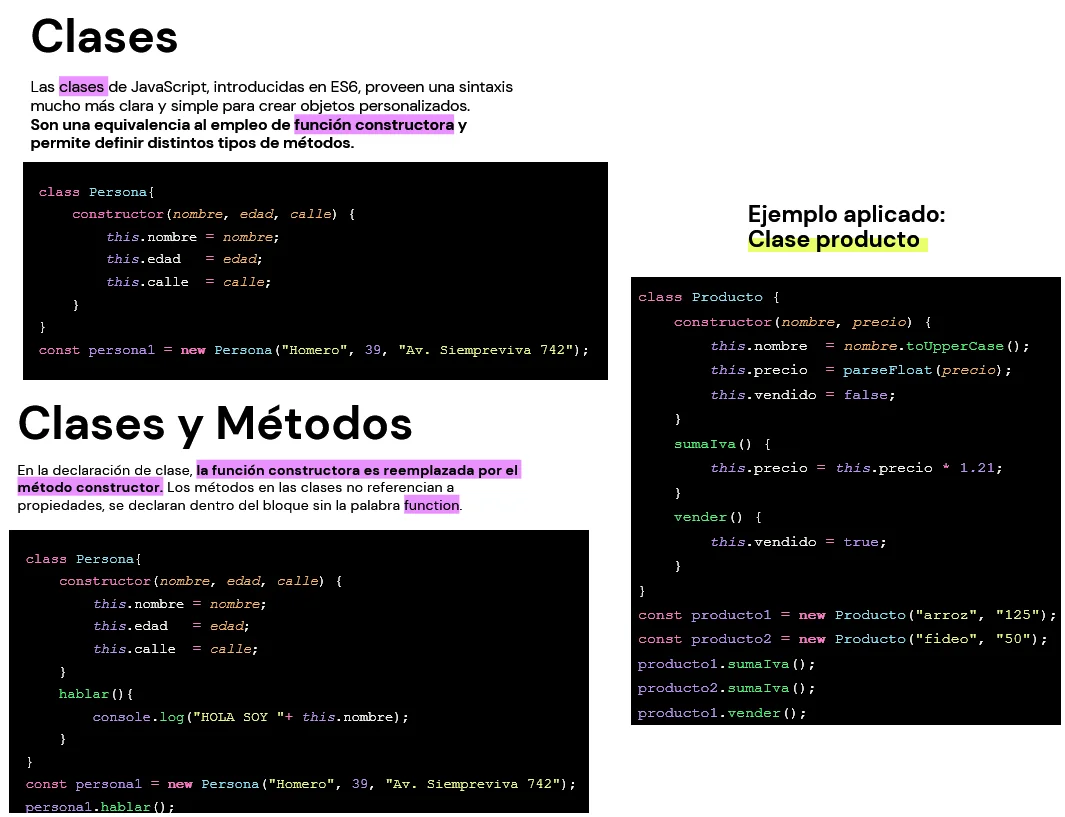 Clases
Las clases de JavaScript, introducidas en ES6, proveen una sintaxis
mucho más clara y simple para crear objetos personalizados.
Son una equivalencia al empleo de función constructora y
permite definir distintos tipos de métodos.
class Persona{
    constructor(nombre, edad, calle) {
        this.nombre = nombre;
        this.edad   = edad;
        this.calle  = calle;
    }
}
const persona1 = new Persona("Homero", 39, "Av. Siempreviva 742");
Clases y Métodos
En la declaración de clase, la función constructora es reemplazada por el
método constructor. Los métodos en las clases no referencian a
propiedades, se declaran dentro del bloque sin la palabra function.
class Persona{
    constructor(nombre, edad, calle) {
        this.nombre = nombre;
        this.edad   = edad;
        this.calle  = calle;
    }
    hablar(){
        console.log("HOLA SOY "+ this.nombre);
    }
}
const persona1 = new Persona("Homero", 39, "Av. Siempreviva 742");
persona1.hablar();
Ejemplo aplicado:
Clase producto
class Producto {
    constructor(nombre, precio) {
        this.nombre  = nombre.toUpperCase();
        this.precio  = parseFloat(precio);
        this.vendido = false;
    }
    sumaIva() {
        this.precio = this.precio * 1.21;
    }
    vender() {
        this.vendido = true;
    }
}
const producto1 = new Producto("arroz", "125");
const producto2 = new Producto("fideo", "50");
producto1.sumaIva();
producto2.sumaIva();
producto1.vender();